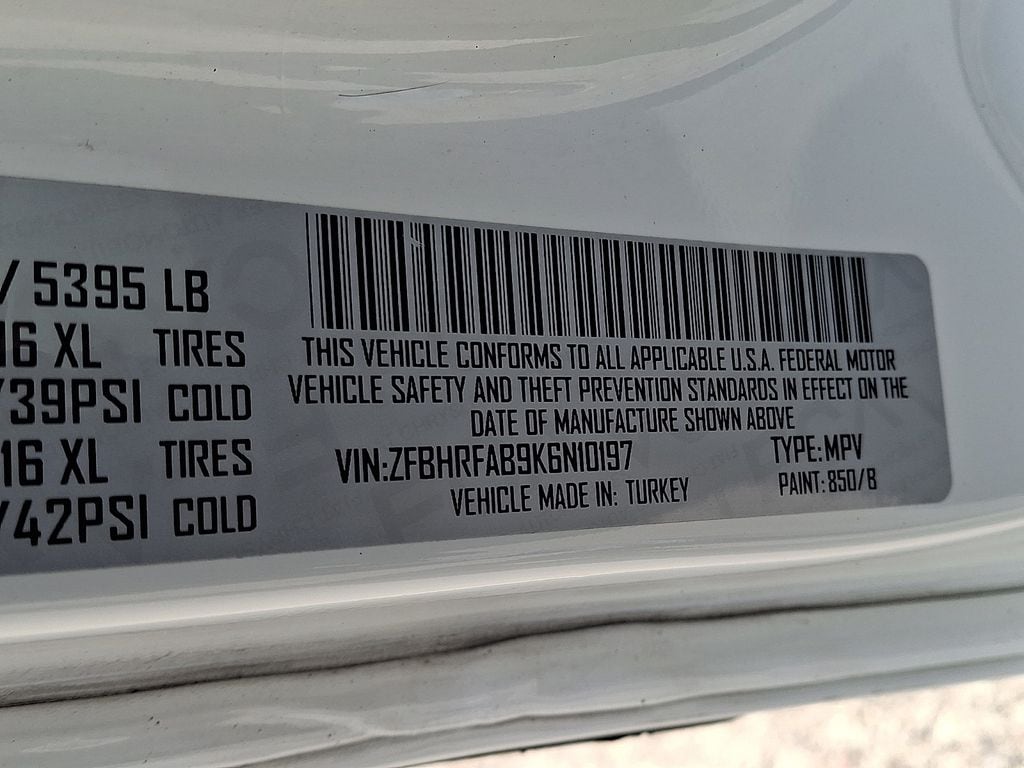 / 5395 LB
16 XL TIRES
/39PSI COLD
16 XL TIRES
/42PSI COLD
THIS VEHICLE CONFORMS TO ALL APPLICABLE U.S.A. FEDERAL MOTOR
VEHICLE SAFETY AND THEFT PREVENTION STANDARDS IN EFFECT ON THE
DATE OF MANUFACTURE SHOWN ABOVE
VIN:ZFBHRFAB9K6N10197 TYPE:MPV
VEHICLE MADE IN: TURKEY PAINT:850/B